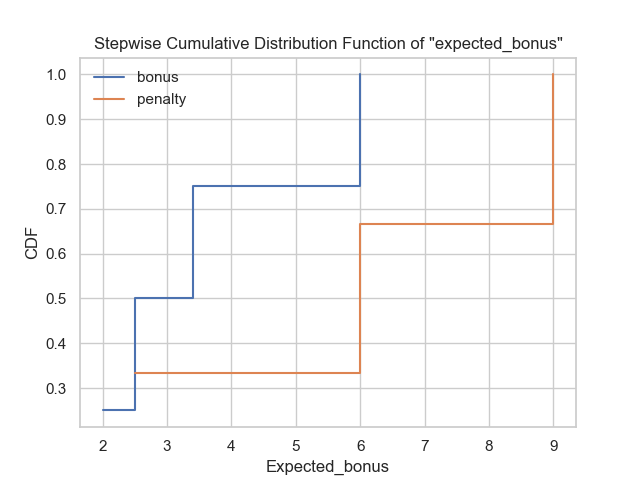 Stepwise Cumulative Distribution Function of "expected_bonus"
bonus
penalty
1.0
0.9
0.8
0.7
0.6
0.5
0.4
0.3
CDF
2 3 4 5 6 7 8 9
Expected_bonus